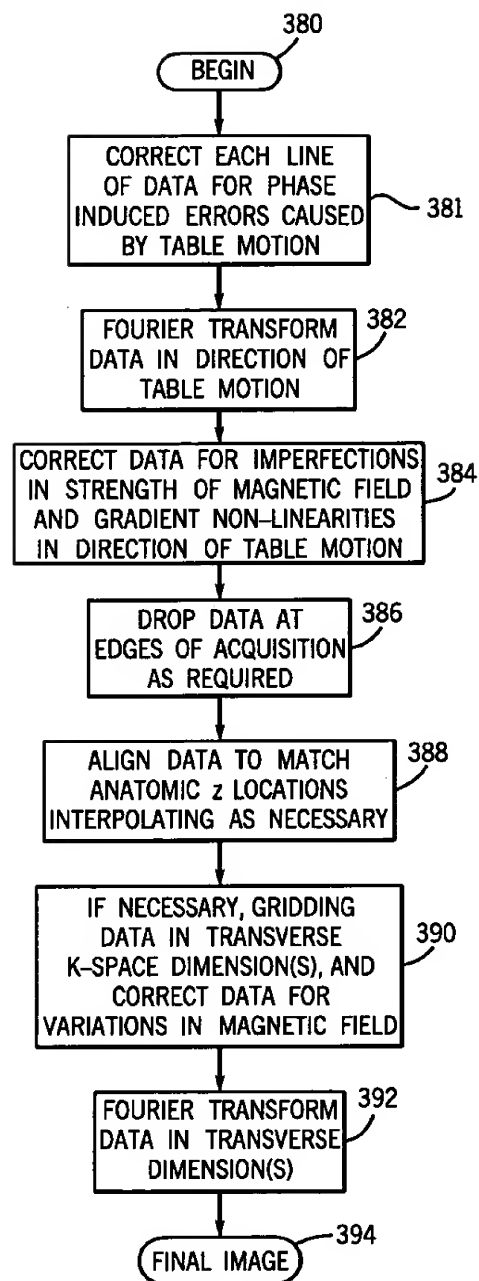 380
BEGIN
CORRECT EACH LINE
OF DATA FOR PHASE
INDUCED ERRORS CAUSED
BY TABLE MOTION
381
FOURIER TRANSFORM
DATA IN DIRECTION OF
TABLE MOTION
382
CORRECT DATA FOR IMPERFECTIONS
IN STRENGTH OF MAGNETIC FIELD
AND GRADIENT NON-LINEARITIES
IN DIRECTION OF TABLE MOTION
384
DROP DATA AT
EDGES OF ACQUISITION
AS REQUIRED
386
ALIGN DATA TO MATCH
ANATOMIC z LOCATIONS
INTERPOLATING AS NECESSARY
388
IF NECESSARY, GRIDDING
DATA IN TRANSVERSE
K-SPACE DIMENSION(S), AND
CORRECT DATA FOR
VARIATIONS IN MAGNETIC FIELD
390
FOURIER TRANSFORM
DATA IN TRANSVERSE
DIMENSION(S)
392
FINAL IMAGE
394